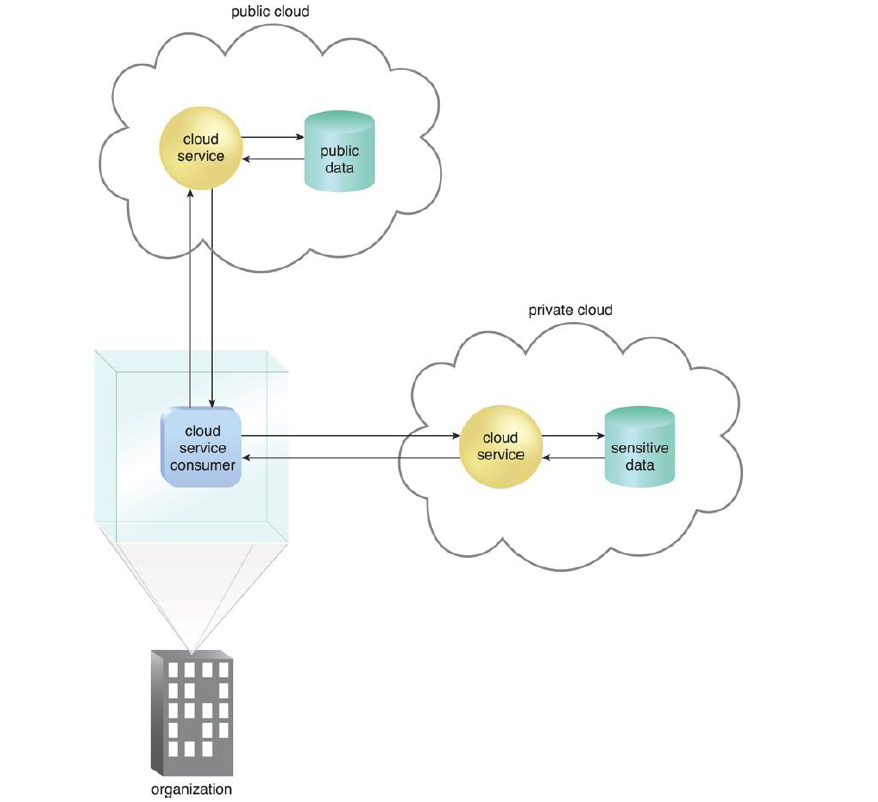 public cloud
cloud
service
public
data
private cloud
cloud
service
consumer
cloud
service
sensitive
data
organization